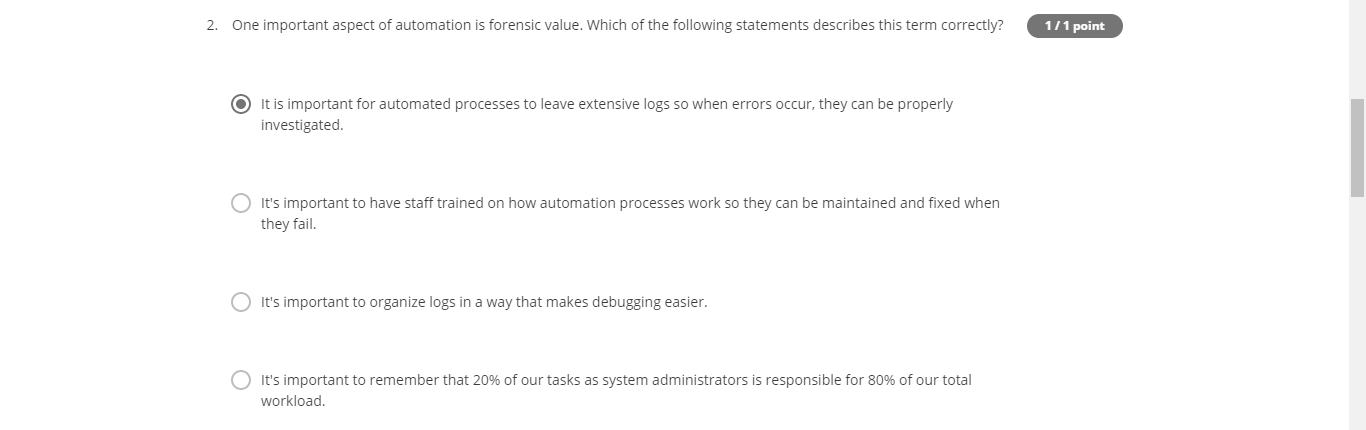 2. One important aspect of automation is forensic value. Which of the following statements describes this term correctly? 1 / 1 point
It is important for automated processes to leave extensive logs so when errors occur, they can be properly
investigated.
It's important to have staff trained on how automation processes work so they can be maintained and fixed when
they fail.
It's important to organize logs in a way that makes debugging easier.
It's important to remember that 20% of our tasks as system administrators is responsible for 80% of our total
workload.